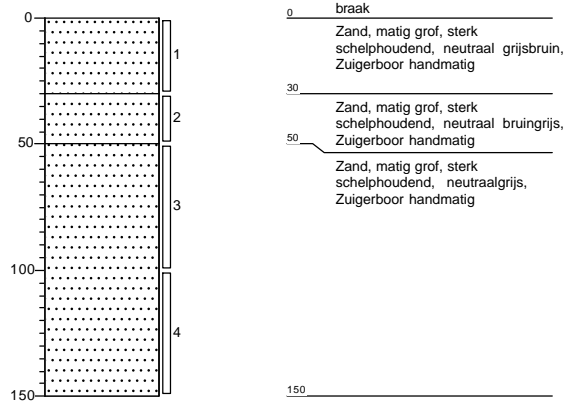 0
50
100
150
1
2
3
4
0
braak
Zand, matig grof, sterk
schelphoudend, neutraal grijsbruin,
Zuigerboor handmatig
30
Zand, matig grof, sterk
schelphoudend, neutraal bruingrijs,
Zuigerboor handmatig
50
Zand, matig grof, sterk
schelphoudend, neutraalgrijs,
Zuigerboor handmatig
150